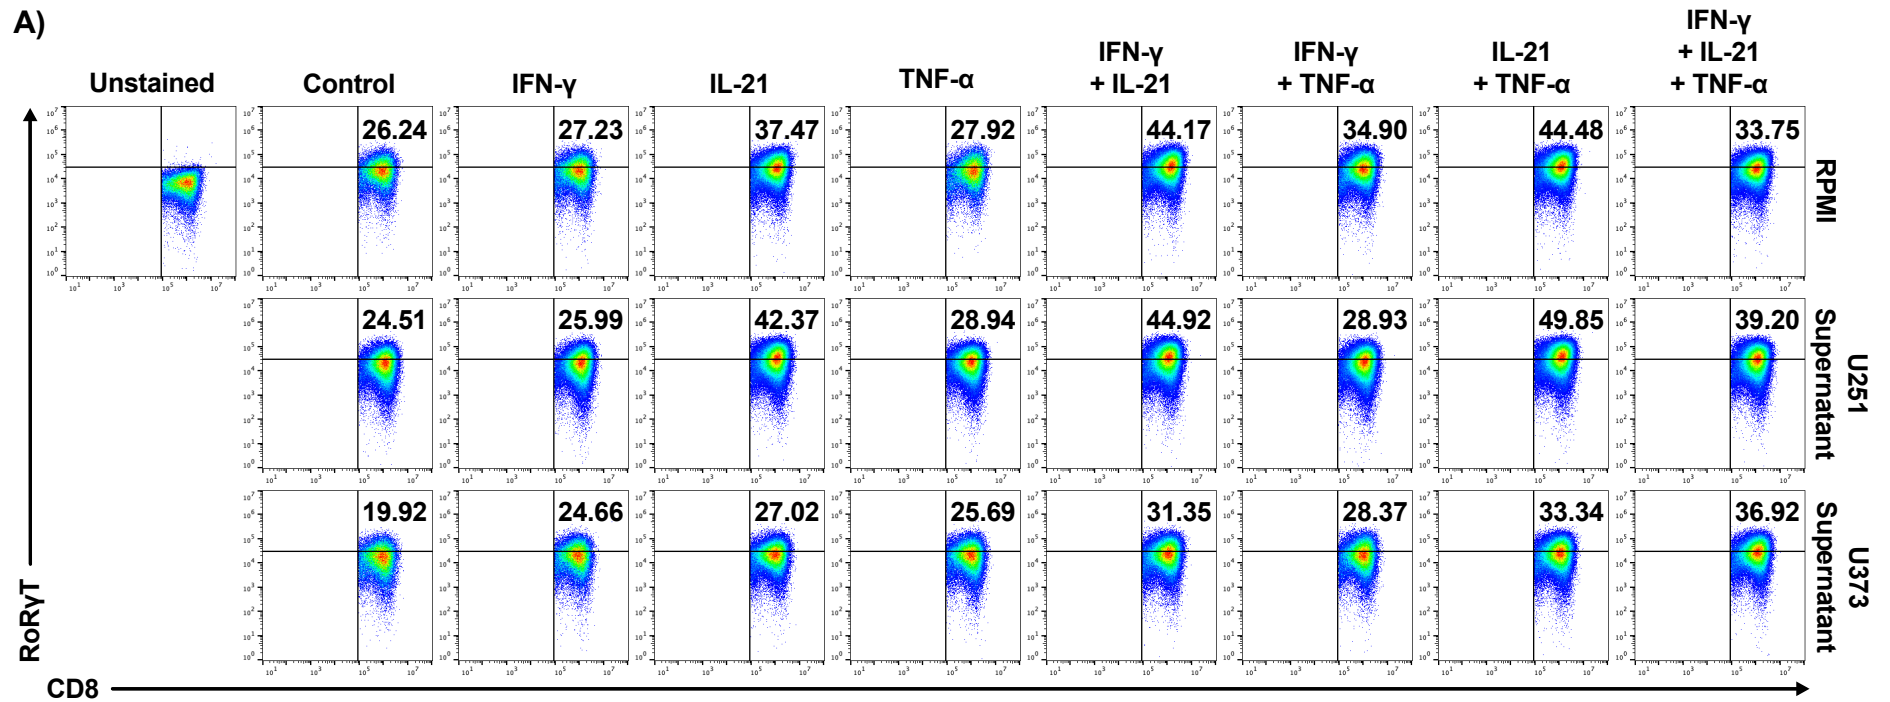 A)
Unstained
Control
IFN-γ
IL-21
TNF-α
IFN-γ
+ IL-21
IFN-γ
+ TNF-α
IL-21
+ TNF-α
IFN-γ
+ IL-21
+ TNF-α
26.24
27.23
37.47
27.92
44.17
34.90
44.48
33.75
RPMI
24.51
25.99
42.37
28.94
44.92
28.93
49.85
39.20
U251
Supernatant
19.92
24.66
27.02
25.69
31.35
28.37
33.34
36.92
U373
Supernatant
RoRγT
CD8